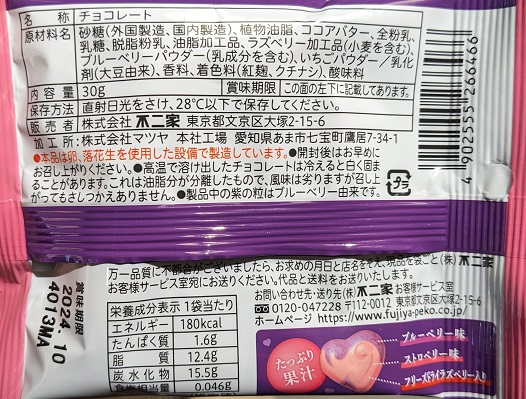 名称 チョコレート
原材料名 砂糖(外国製造、国内製造)、植物油脂、ココアバター、全粉乳、
乳糖、脱脂粉乳、油脂加工品、ラズベリー加工品(小麦を含む)、
ブルーベリーパウダー(乳成分を含む)、いちごパウダー/乳化
剤(大豆由来)、香料、着色料(紅麹、クチナシ)、酸味料
内容量 30g 賞味期限 この面の左下に記載してあります。
保存方法 直射日光をさけ、28℃以下で保存してください。
販売者 株式会社 不二家 東京都文京区大塚2-15-6
加工所 株式会社マツヤ 本社工場 愛知県あま市七宝町鷹居7-34-1
●本品は卵、落花生を使用した設備で製造しています。●開封後はお早めに
お召し上がりください。●高温で溶け出したチョコレートは冷えると白く固ま
ることがあります。これは油脂分が分離したもので、風味は劣りますが召し上
がってもさしつかえありません。●製品中の紫の粒はブルーベリー由来です。
4902555266466
プラ
万一品質に不都合がございましたら、お求めの月日と店名をそえ、現品を袋ごと(株)不二家
お客様サービス室宛にお送りください。代品と送料をお送りいたします。
お問い合わせ先・送り先(株)不二家お客様サービス室
0120-047228 〒112-0012 東京都文京区大塚2-15-6
ホームページ https://www.fujiya-peko.co.jp/
賞味期限
2024.10
4019MA
栄養成分表示 1袋当たり
エネルギー 180kcal
たんぱく質 1.6g
脂質 12.4g
炭水化物 15.5g
食塩相当量 0.046g
たっぷり
果汁
ブルーベリー味
ストロベリー味
フリーズドライラズベリー入り